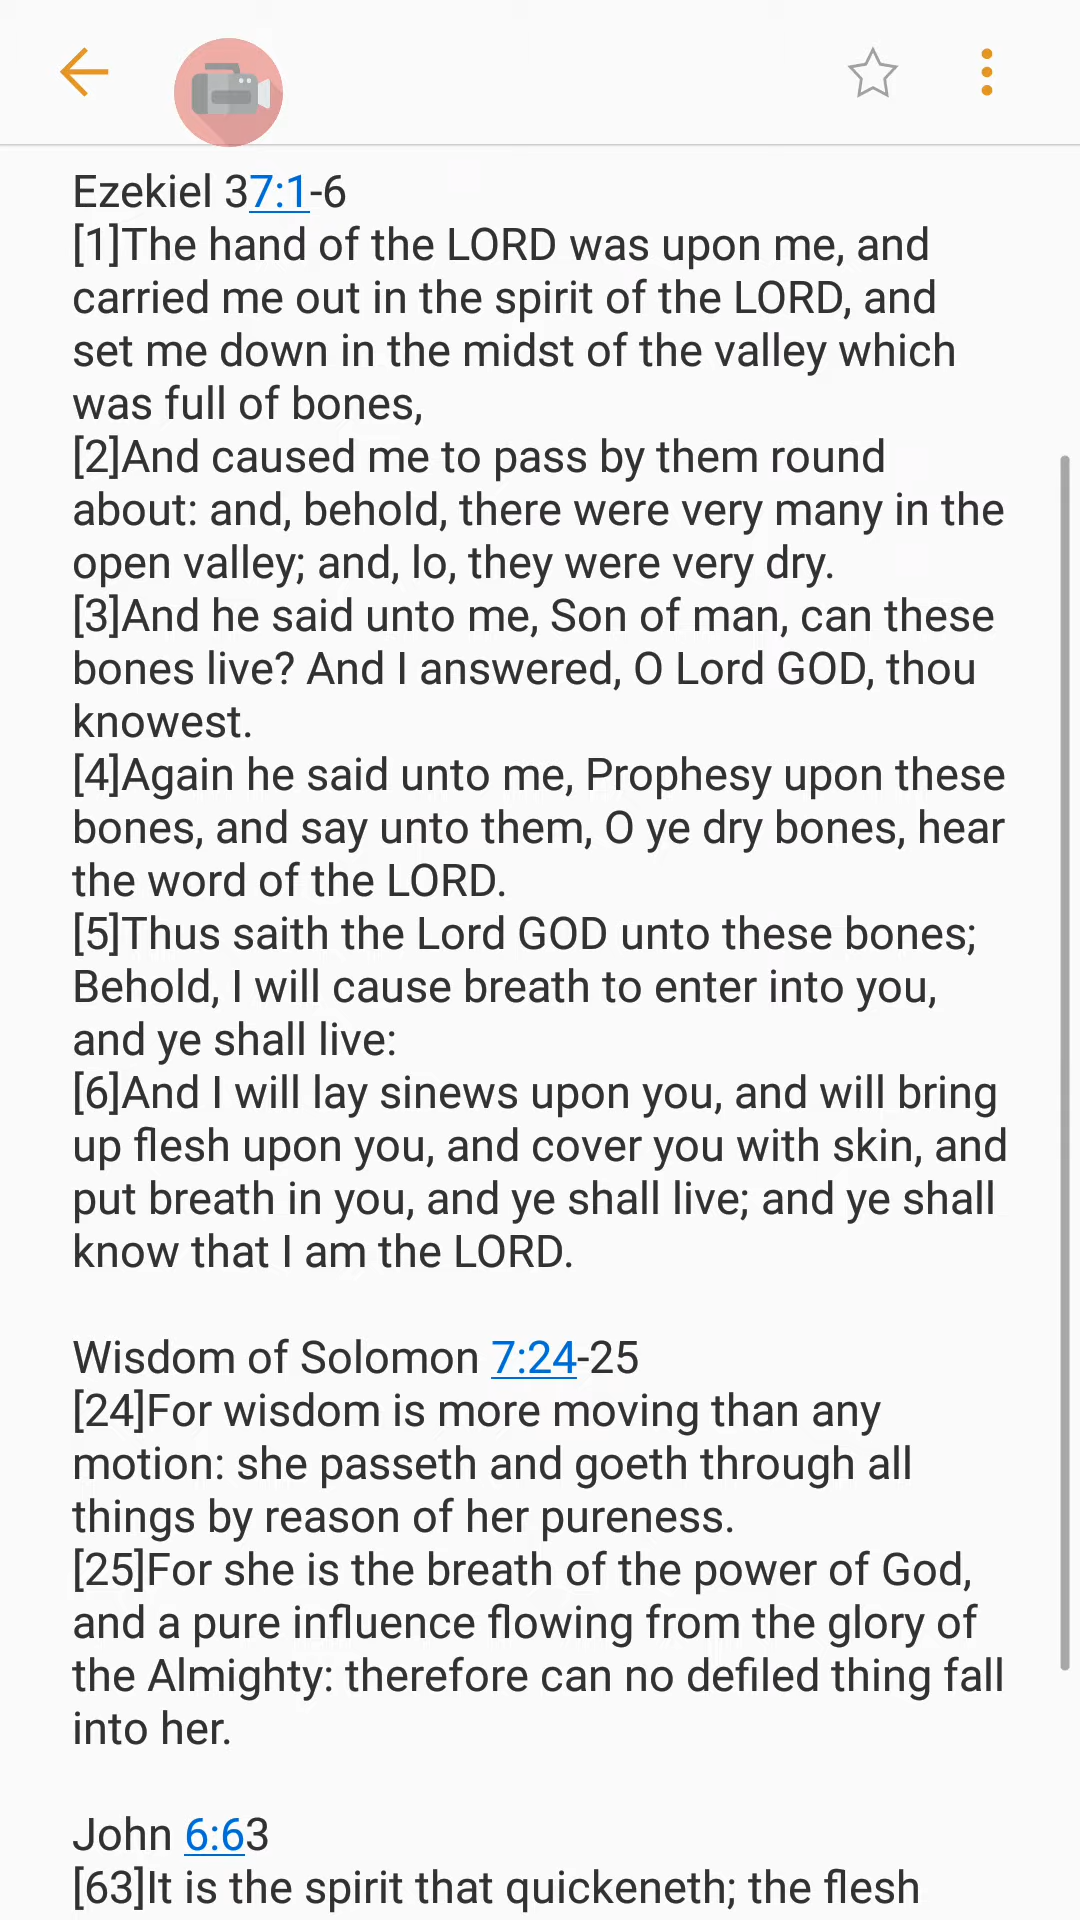 Ezekiel 37:1-6
[1]The hand of the LORD was upon me, and
carried me out in the spirit of the LORD, and
set me down in the midst of the valley which
was full of bones,
[2]And caused me to pass by them round
about: and, behold, there were very many in the
open valley; and, lo, they were very dry.
[3]And he said unto me, Son of man, can these
bones live? And I answered, O Lord GOD, thou
knowest.
[4]Again he said unto me, Prophesy upon these
bones, and say unto them, O ye dry bones, hear
the word of the LORD.
[5]Thus saith the Lord GOD unto these bones;
Behold, I will cause breath to enter into you,
and ye shall live:
[6]And I will lay sinews upon you, and will bring
up flesh upon you, and cover you with skin, and
put breath in you, and ye shall live; and ye shall
know that I am the LORD.
Wisdom of Solomon 7:24-25
[24]For wisdom is more moving than any
motion: she passeth and goeth through all
things by reason of her pureness.
[25]For she is the breath of the power of God,
and a pure influence flowing from the glory of
the Almighty: therefore can no defiled thing fall
into her.
John 6:63
[63]It is the spirit that quickeneth; the flesh